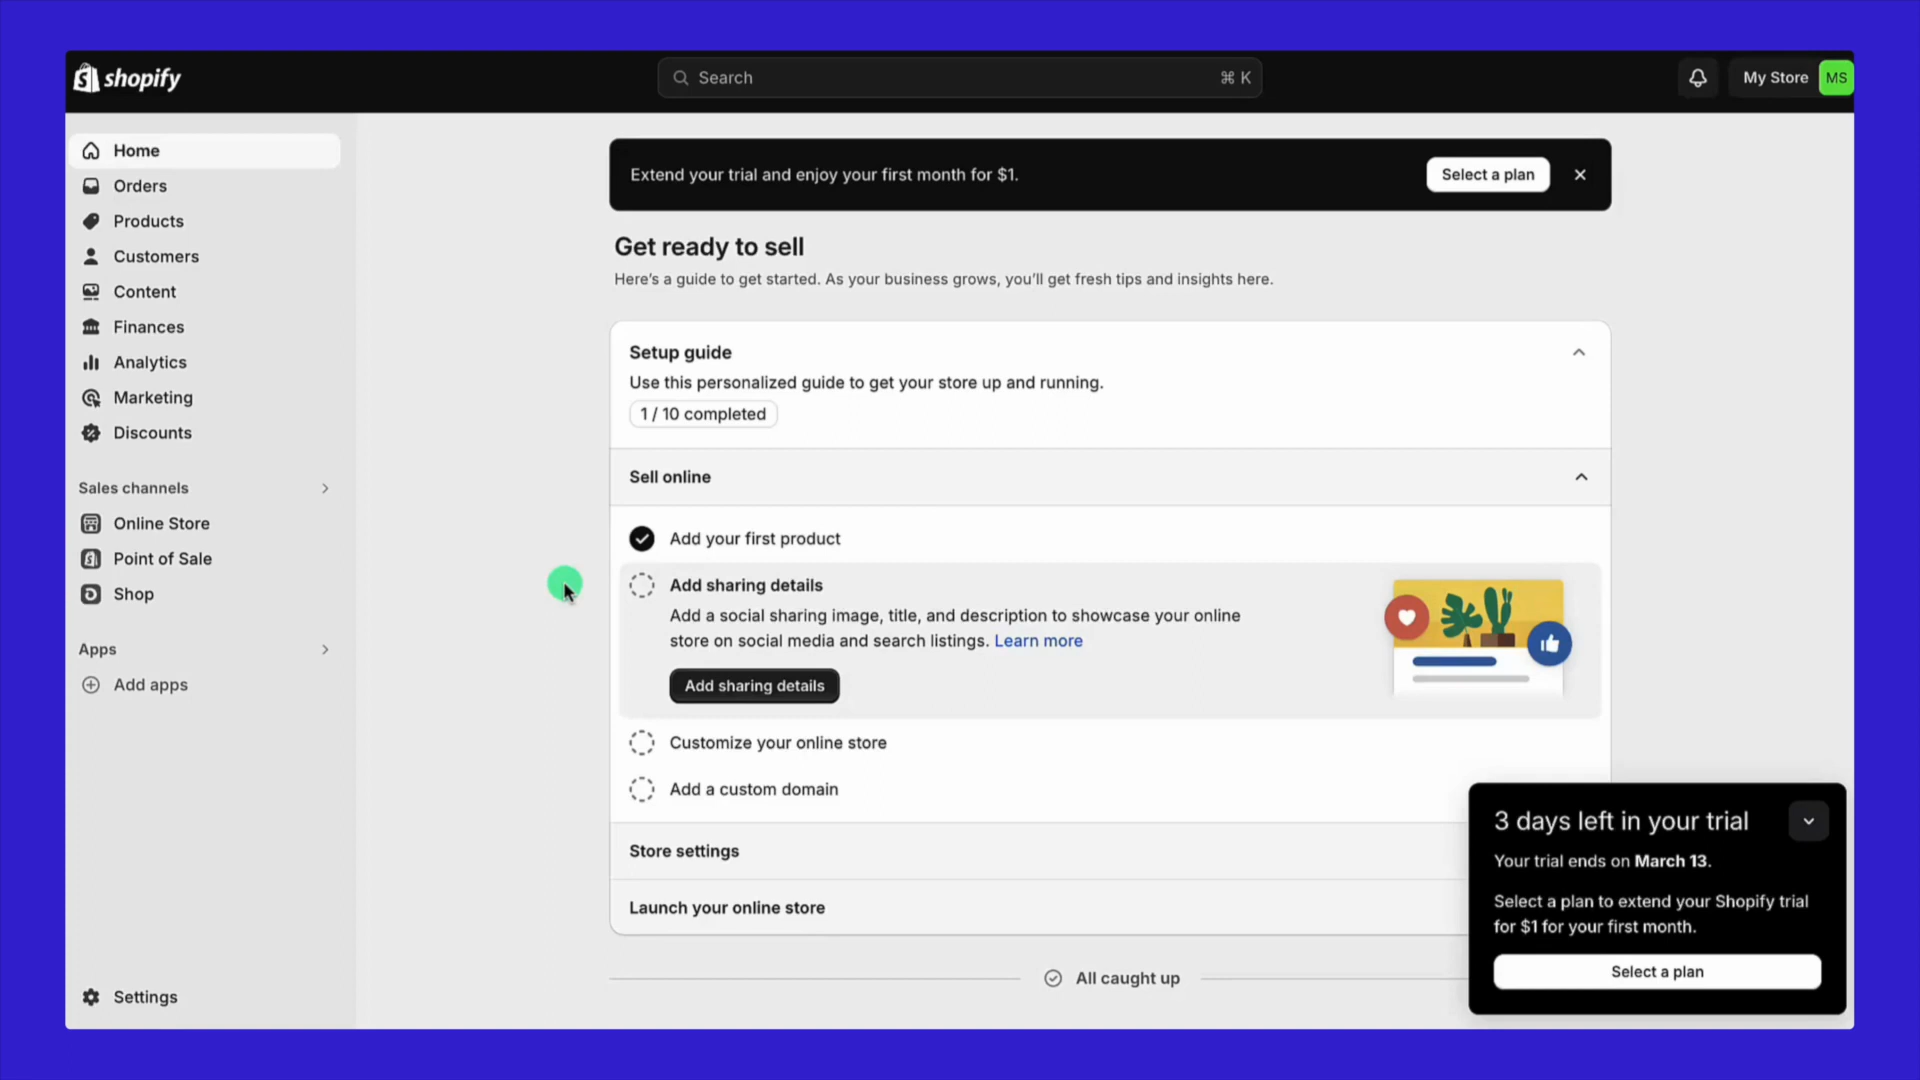 shopify
Search
⌘ K
My Store
MS
Home
Orders
Products
Customers
Content
Finances
Analytics
Marketing
Discounts
Sales channels
Online Store
Point of Sale
Shop
Apps
Add apps
Settings
Extend your trial and enjoy your first month for $1.
Select a plan
Get ready to sell
Here's a guide to get started. As your business grows, you'll get fresh tips and insights here.
Setup guide
Use this personalized guide to get your store up and running.
1 / 10 completed
Sell online
Add your first product
Add sharing details
Add a social sharing image, title, and description to showcase your online
store on social media and search listings. Learn more
Add sharing details
Customize your online store
Add a custom domain
Store settings
Launch your online store
All caught up
3 days left in your trial
Your trial ends on March 13.
Select a plan to extend your Shopify trial
for $1 for your first month.
Select a plan